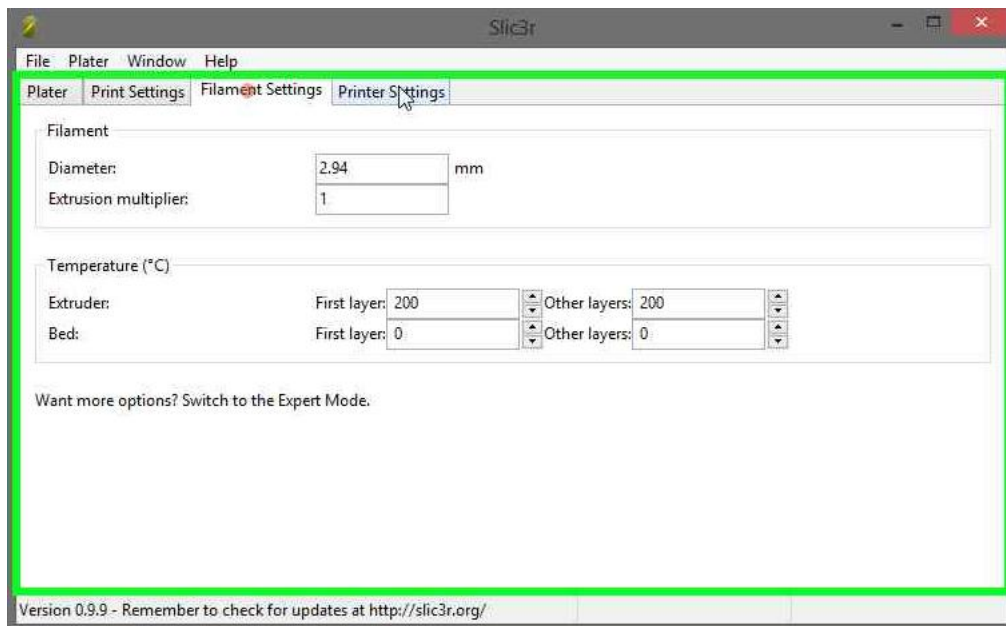 Slic3r
File Plater Window Help
Plater Print Settings Filament Settings Printer Settings
Filament
Diameter: 2.94 mm
Extrusion multiplier: 1
Temperature (°C)
Extruder: First layer: 200 Other layers: 200
Bed: First layer: 0 Other layers: 0
Want more options? Switch to the Expert Mode.
Version 0.9.9 - Remember to check for updates at http://slic3r.org/